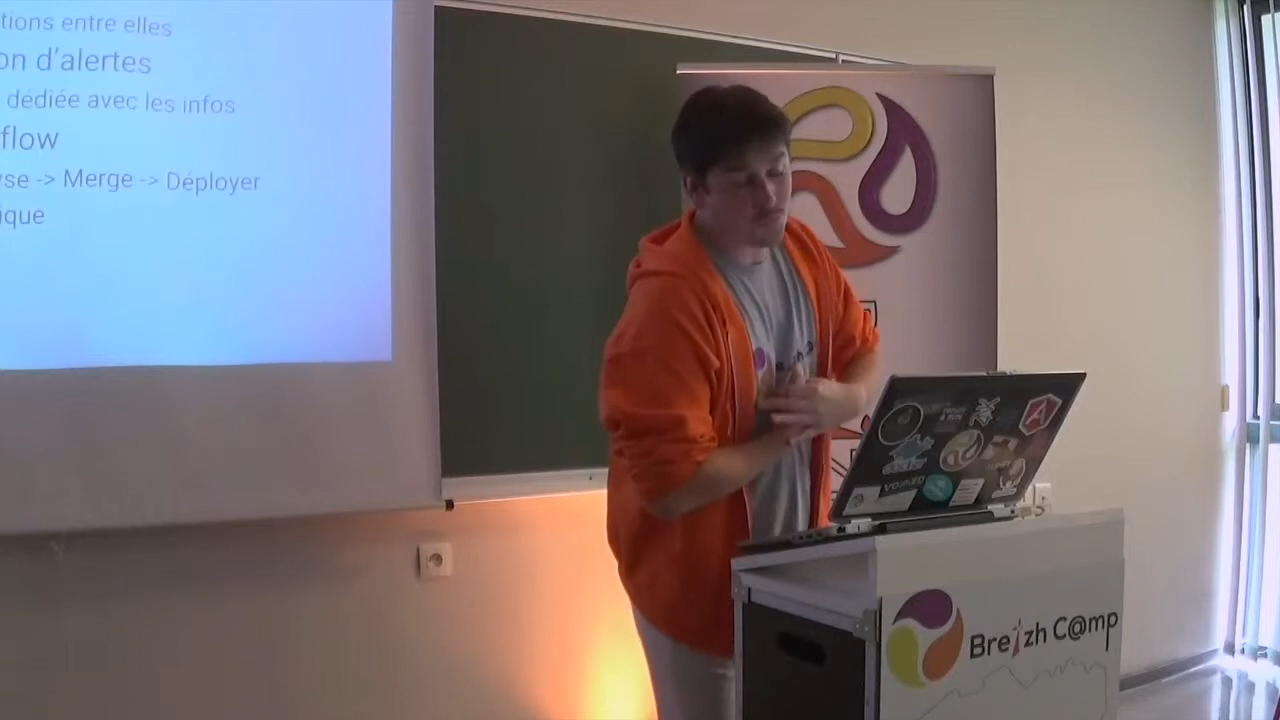 tions entre elles
on d'alertes
dédiée avec les infos
flow
yse -> Merge -> Déployer
ique
Breizh C@mp